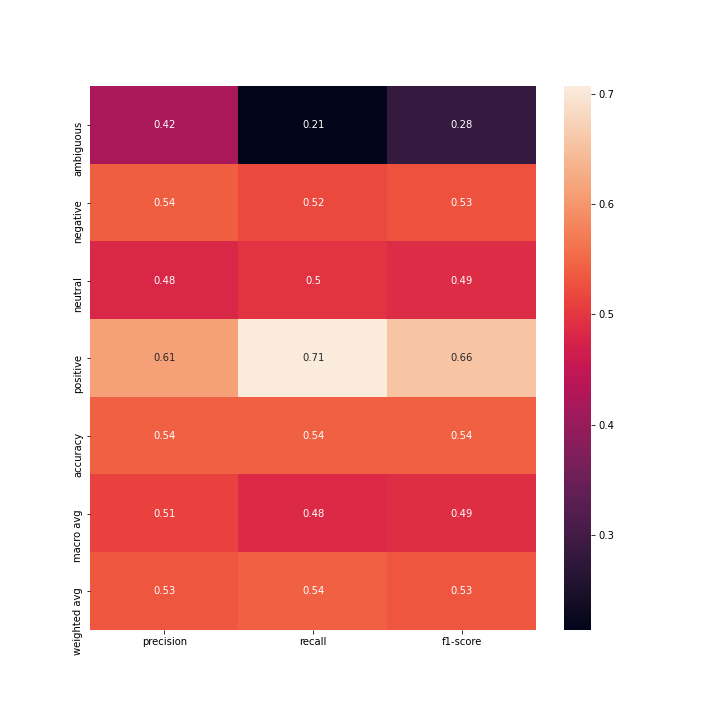 ambiguous 0.42 0.21 0.28
negative 0.54 0.52 0.53
neutral 0.48 0.5 0.49
positive 0.61 0.71 0.66
accuracy 0.54 0.54 0.54
macro avg 0.51 0.48 0.49
weighted avg 0.53 0.54 0.53
precision recall f1-score
0.7
0.6
0.5
0.4
0.3